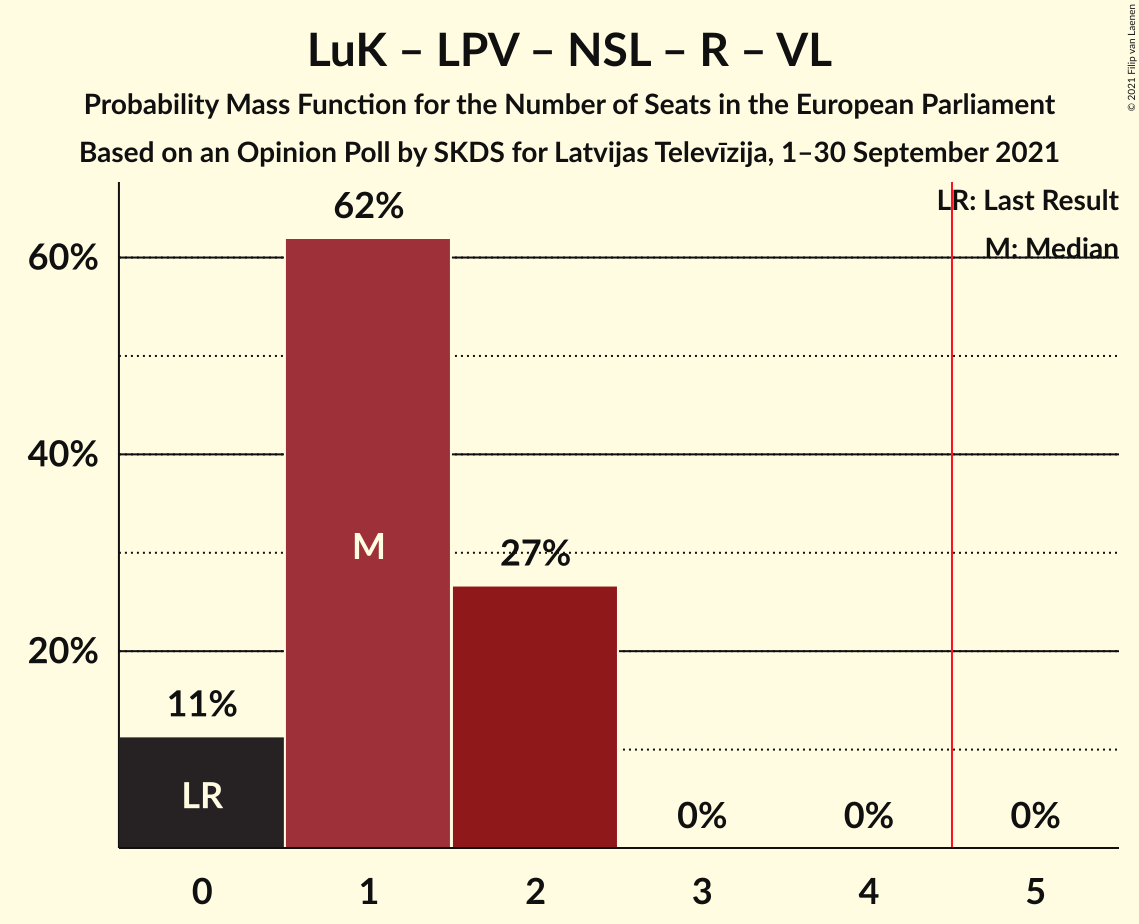 LuK – LPV – NSL – R – VL
Probability Mass Function for the Number of Seats in the European Parliament
Based on an Opinion Poll by SKDS for Latvijas Televīzija, 1–30 September 2021
© 2021 Filip van Laenen
LR: Last Result
M: Median
62%
60%
40%
M
27%
20%
11%
LR
0%
0%
0%
0
1
2
3
4
5